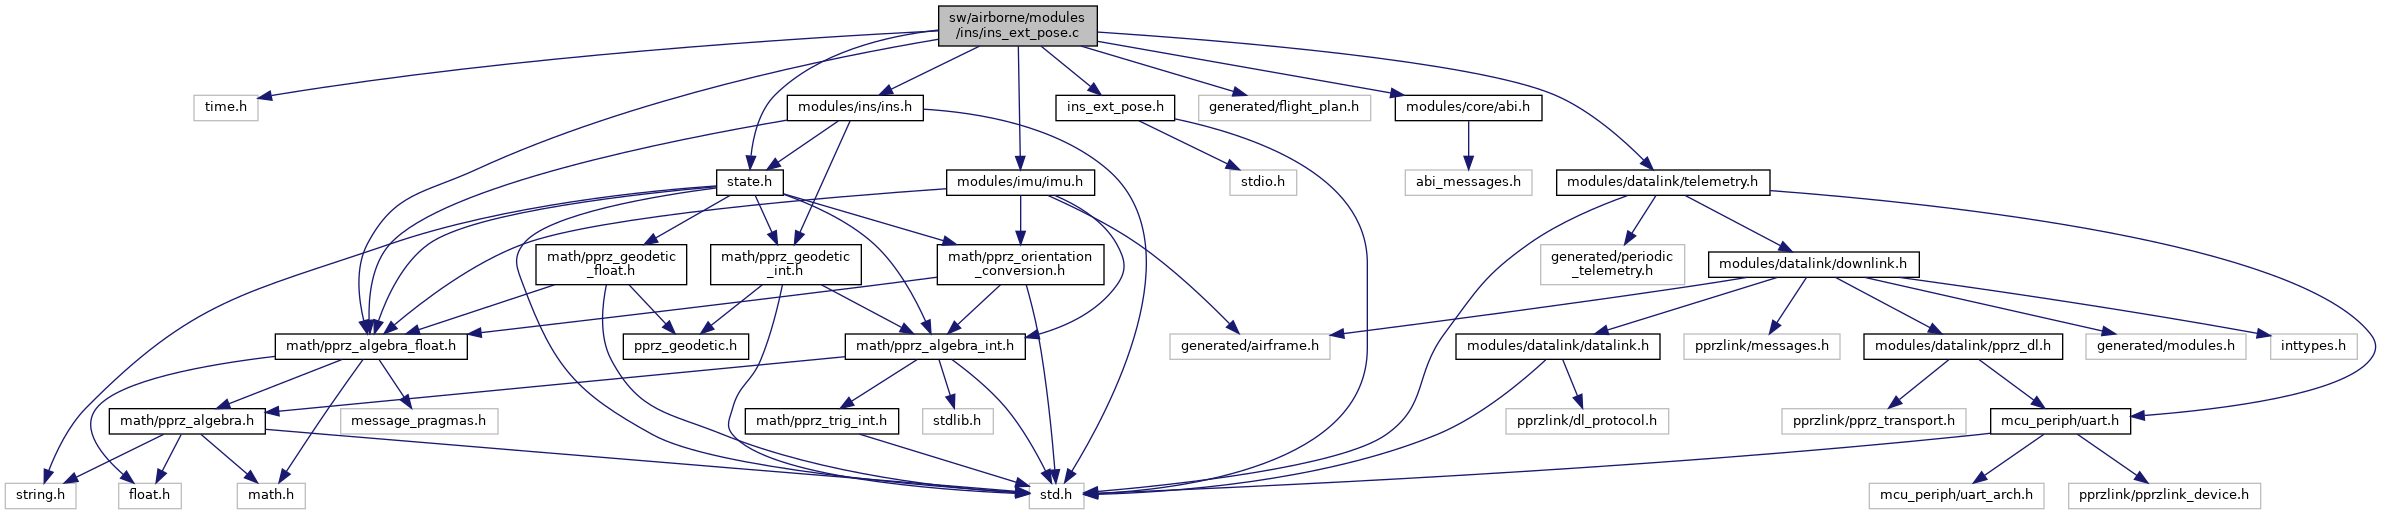 sw/airborne/modules
/ins/ins_ext_pose.c
time.h
modules/ins/ins.h
ins_ext_pose.h
generated/flight_plan.h
modules/core/abi.h
state.h
modules/imu/imu.h
stdio.h
abi_messages.h
modules/datalink/telemetry.h
math/pprz_geodetic
_float.h
math/pprz_geodetic
_int.h
math/pprz_orientation
_conversion.h
generated/periodic
_telemetry.h
modules/datalink/downlink.h
math/pprz_algebra_float.h
pprz_geodetic.h
math/pprz_algebra_int.h
generated/airframe.h
modules/datalink/datalink.h
pprzlink/messages.h
modules/datalink/pprz_dl.h
generated/modules.h
inttypes.h
math/pprz_algebra.h
message_pragmas.h
math/pprz_trig_int.h
stdlib.h
pprzlink/dl_protocol.h
pprzlink/pprz_transport.h
mcu_periph/uart.h
string.h
float.h
math.h
std.h
mcu_periph/uart_arch.h
pprzlink/pprzlink_device.h